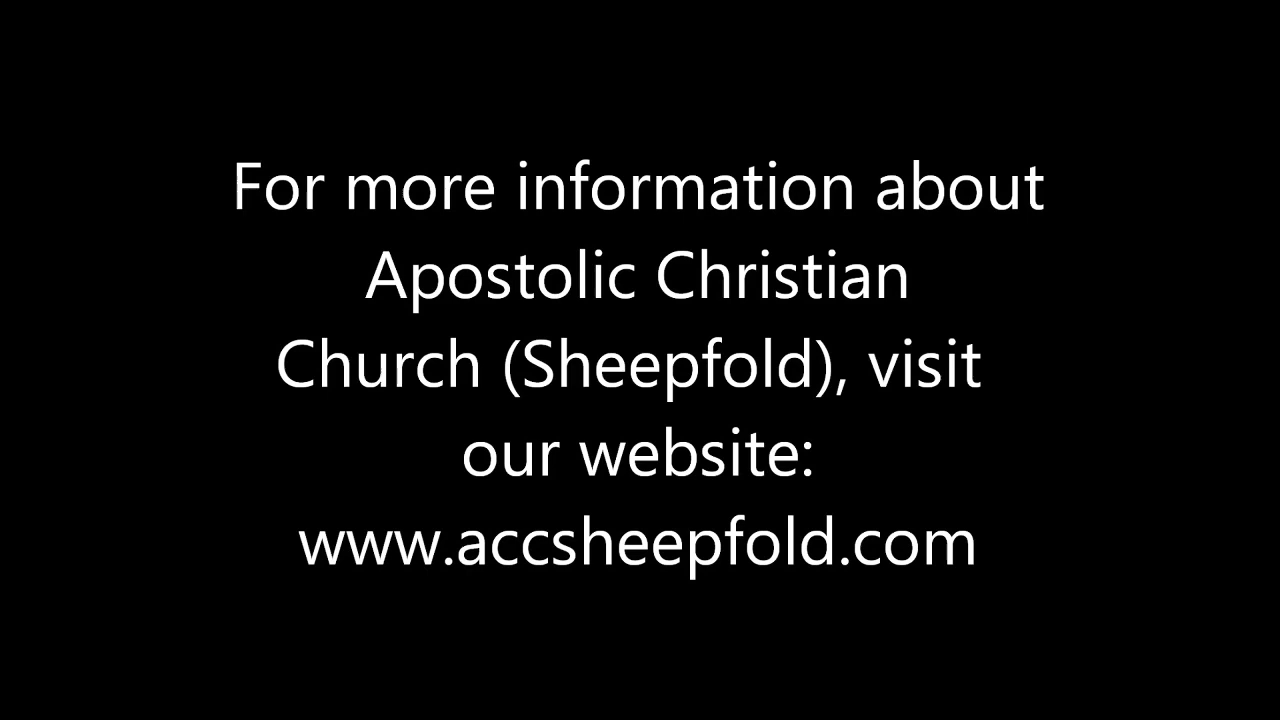 For more information about
Apostolic Christian
Church (Sheepfold), visit
our website:
www.accsheepfold.com